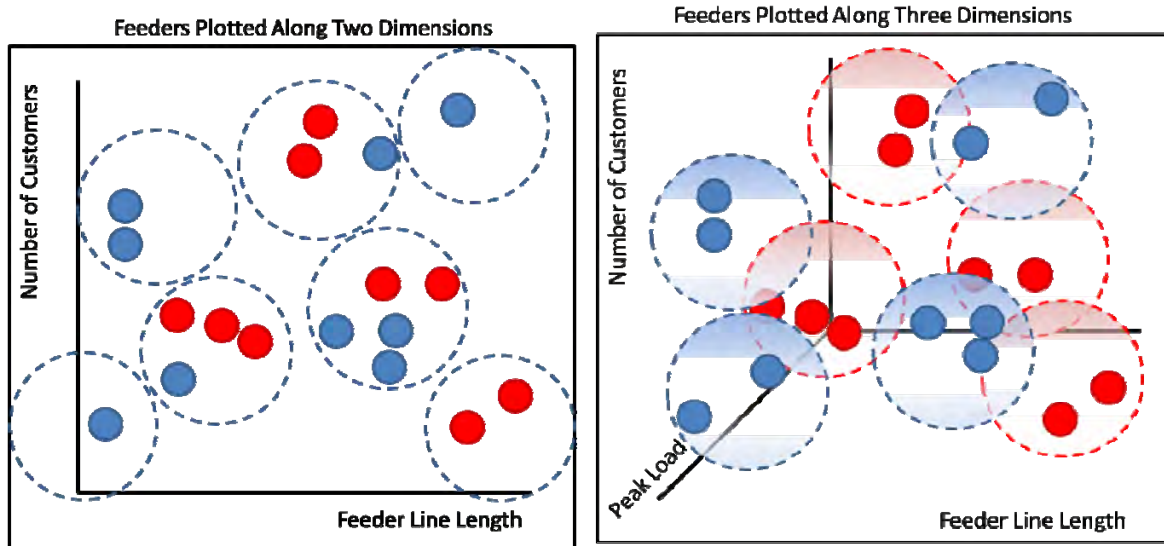 Feeders Plotted Along Two Dimensions
Number of Customers
Feeder Line Length
Feeders Plotted Along Three Dimensions
Number of Customers
Peak Load
Feeder Line Length